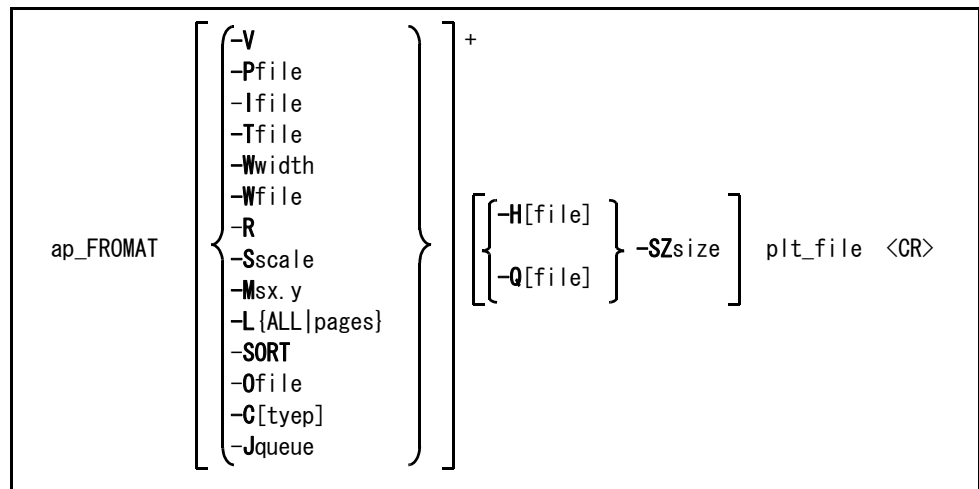 -V
+
-Pfile
-Ifile
-Tfile
-Wwidth
-Wfile
-R
ap_FROMAT
-Sscale
-Msx.y
-L{ALL|pages}
-SORT
-Ofile
-C[tyep]
-Jqueue
-H[file]
-Q[file]
-SZsize
plt_file <CR>